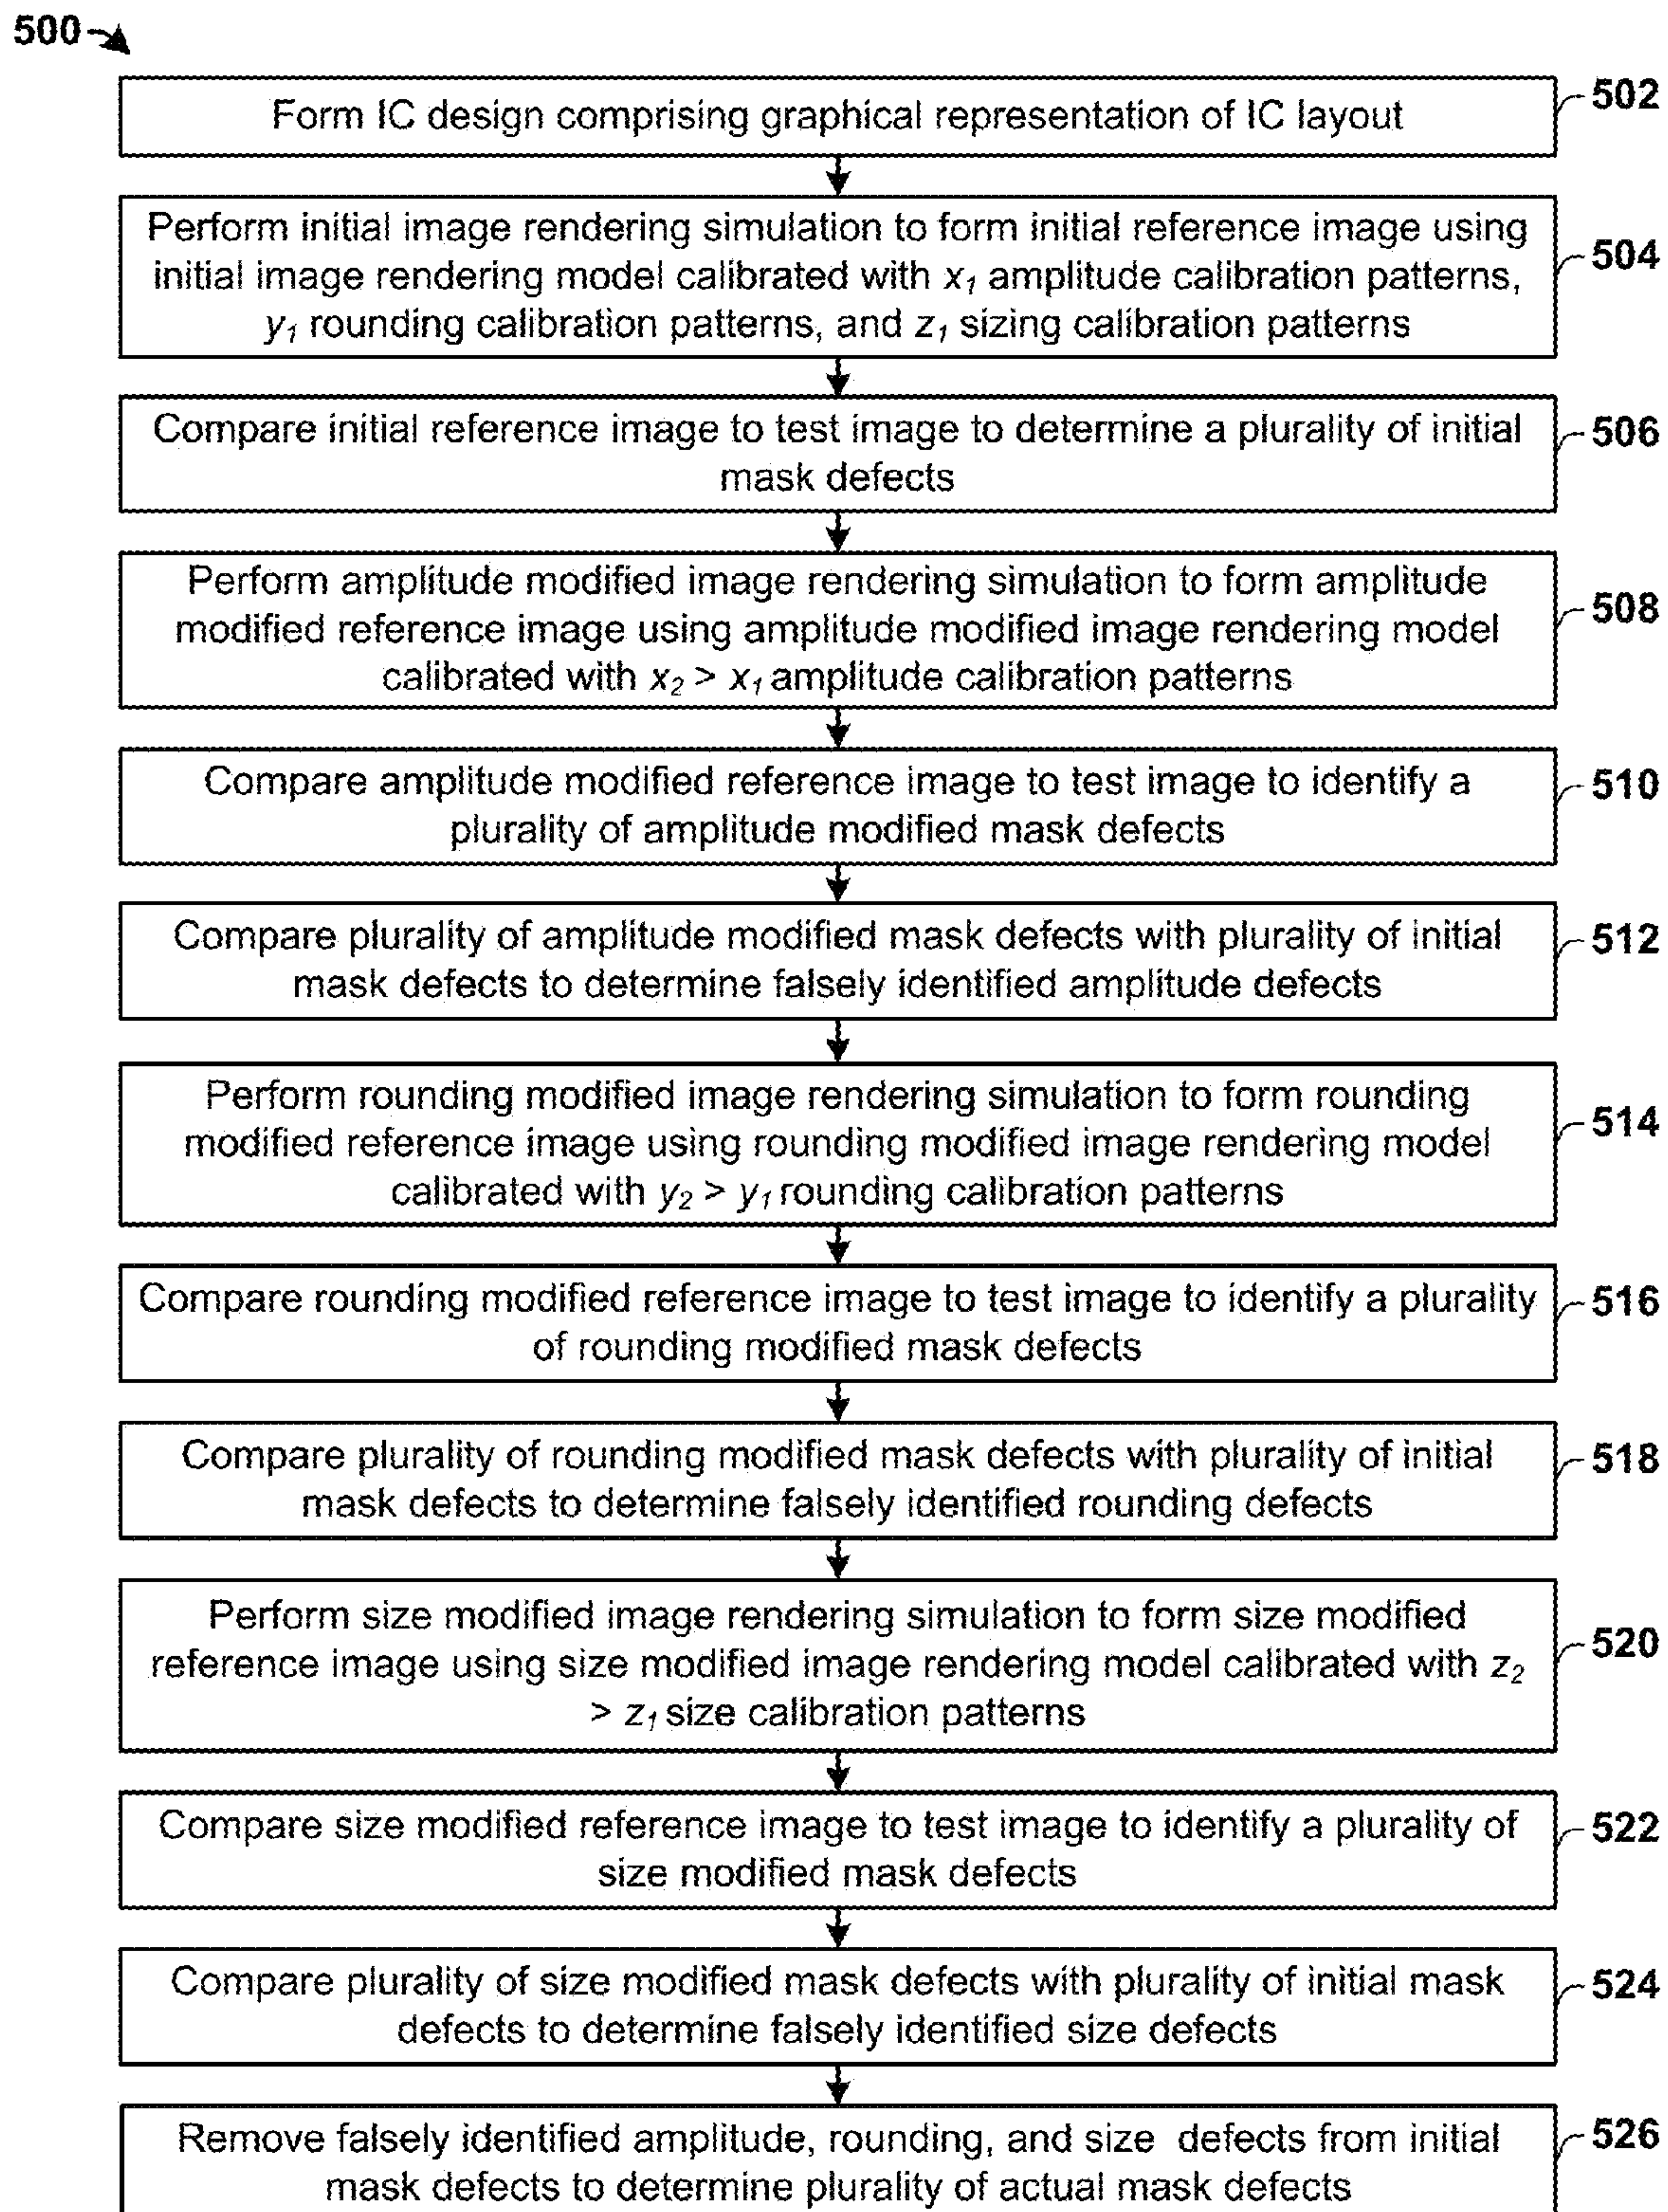 500
Form IC design comprising graphical representation of IC layout
502
Perform initial image rendering simulation to form initial reference image using
initial image rendering model calibrated with x₁ amplitude calibration patterns,
y₁ rounding calibration patterns, and z₁ sizing calibration patterns
504
Compare initial reference image to test image to determine a plurality of initial
mask defects
506
Perform amplitude modified image rendering simulation to form amplitude
modified reference image using amplitude modified image rendering model
calibrated with x₂ > x₁ amplitude calibration patterns
508
Compare amplitude modified reference image to test image to identify a
plurality of amplitude modified mask defects
510
Compare plurality of amplitude modified mask defects with plurality of initial
mask defects to determine falsely identified amplitude defects
512
Perform rounding modified image rendering simulation to form rounding
modified reference image using rounding modified image rendering model
calibrated with y₂ > y₁ rounding calibration patterns
514
Compare rounding modified reference image to test image to identify a plurality
of rounding modified mask defects
516
Compare plurality of rounding modified mask defects with plurality of initial
mask defects to determine falsely identified rounding defects
518
Perform size modified image rendering simulation to form size modified
reference image using size modified image rendering model calibrated with z₂
> z₁ size calibration patterns
520
Compare size modified reference image to test image to identify a plurality of
size modified mask defects
522
Compare plurality of size modified mask defects with plurality of initial mask
defects to determine falsely identified size defects
524
Remove falsely identified amplitude, rounding, and size defects from initial
mask defects to determine plurality of actual mask defects
526